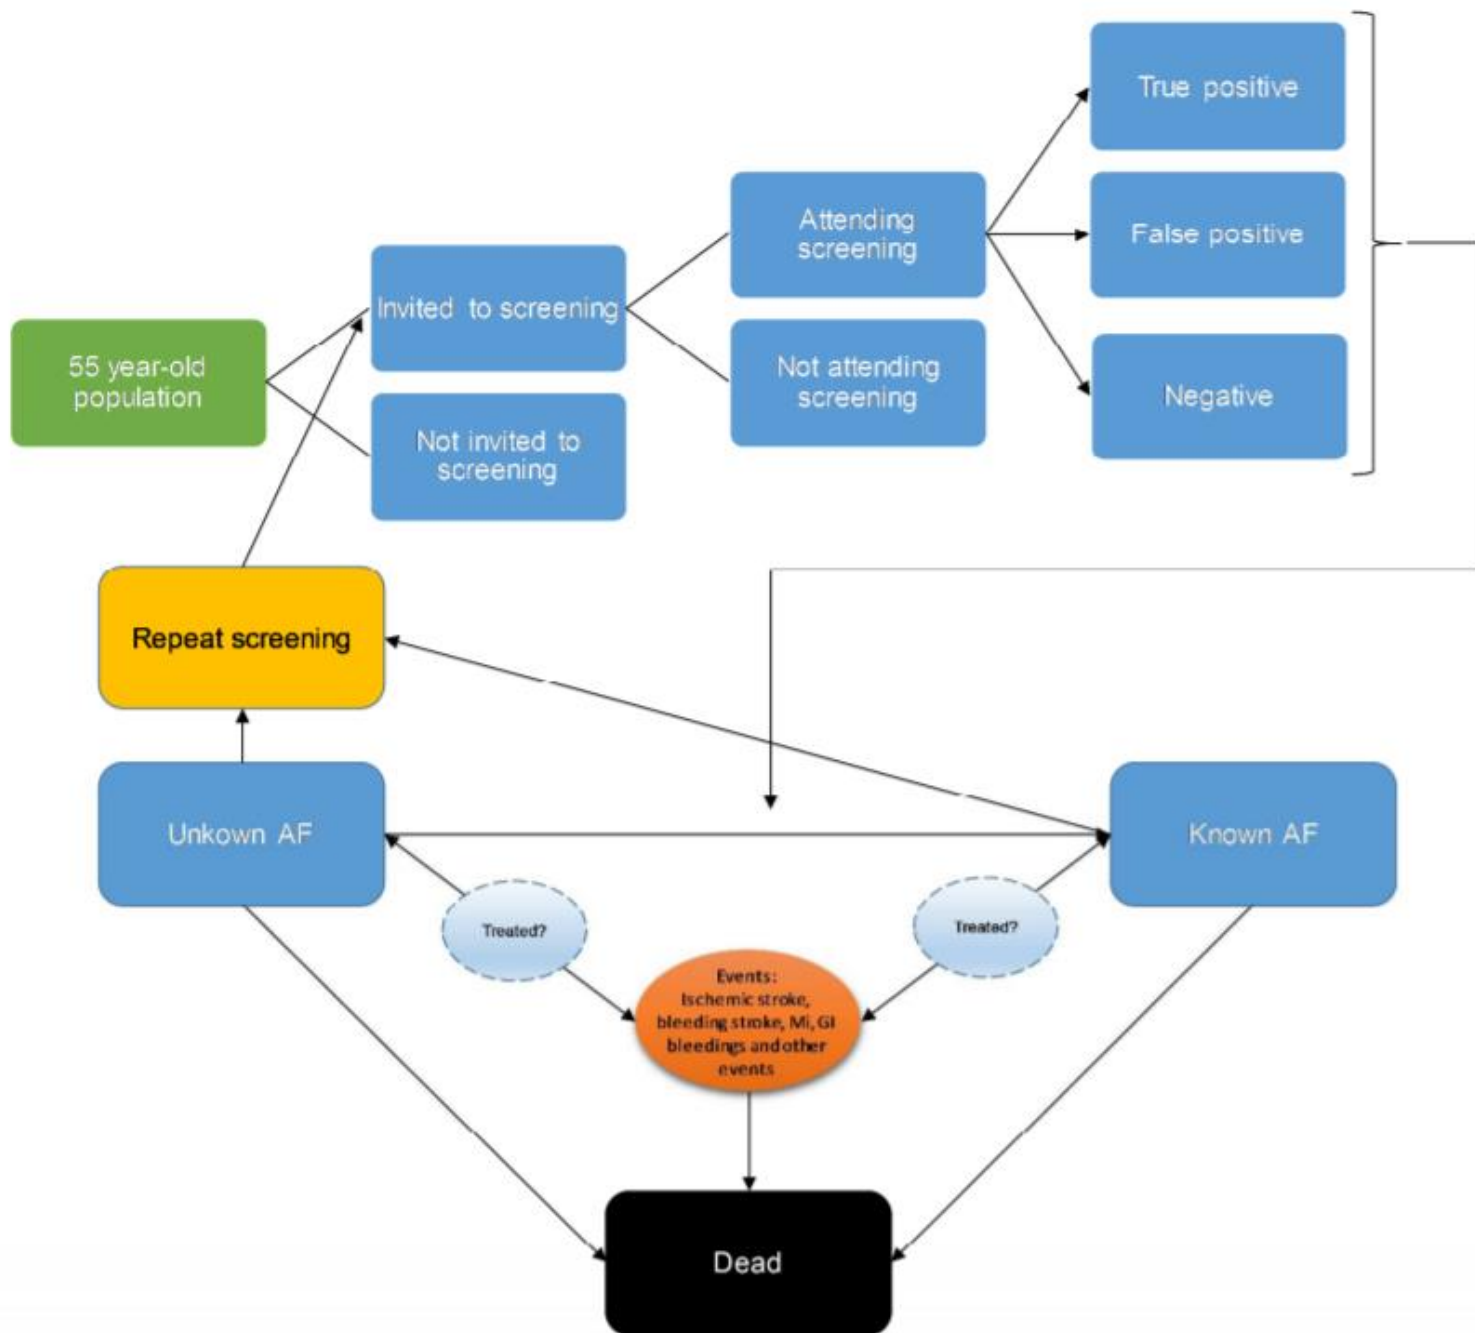 True positive
Attending
screening
False positive
Invited to screening
55 year-old
population
Not attending
screening
Negative
Not invited to
screening
Repeat screening
Unkown AF
Known AF
Treated?
Treated?
Events:
Ischemic stroke,
bleeding stroke, Mi, GI
bleedings and other
events
Dead